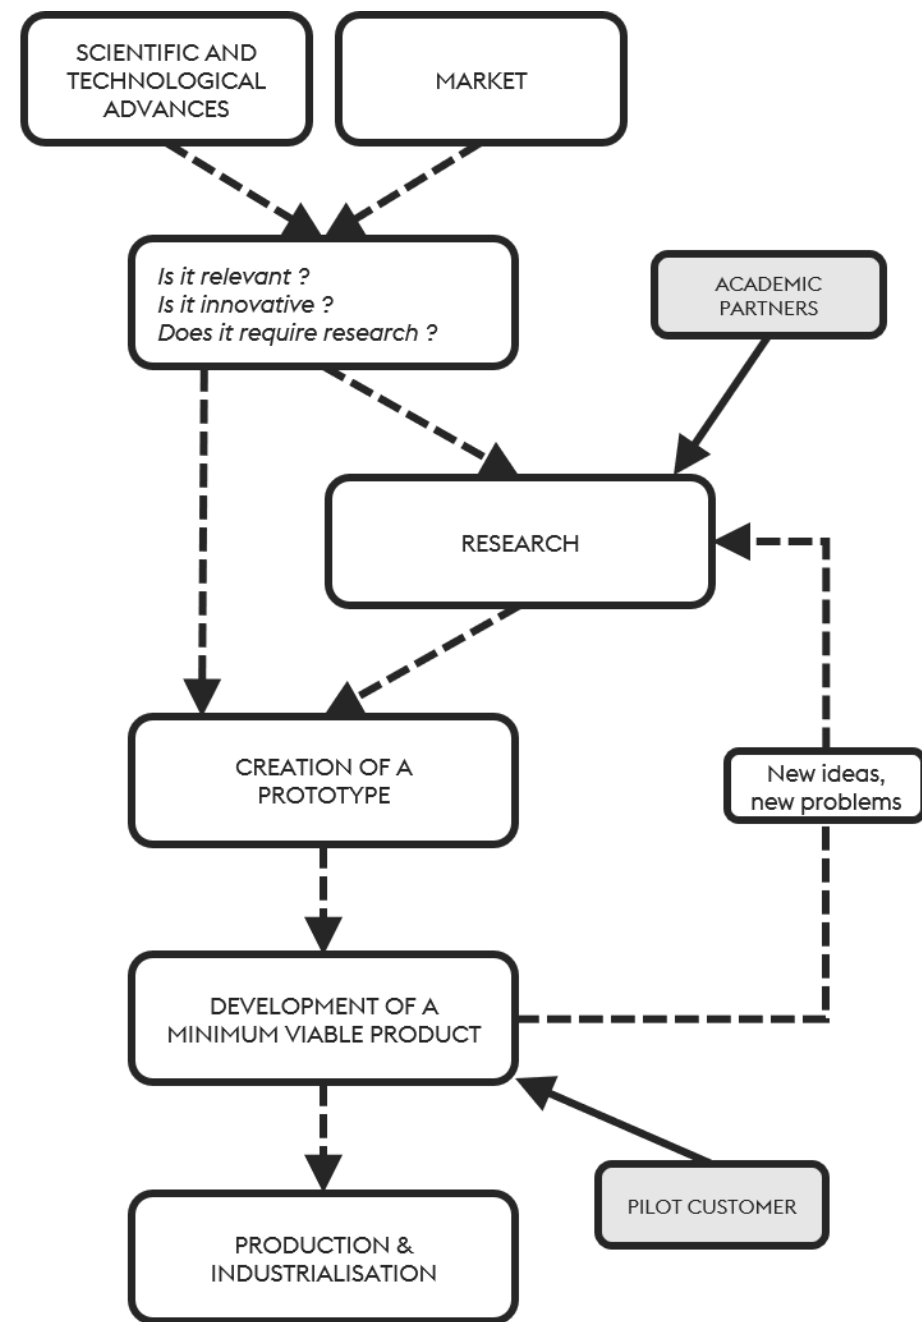 SCIENTIFIC AND
TECHNOLOGICAL
ADVANCES
MARKET
Is it relevant ?
Is it innovative ?
Does it require research ?
ACADEMIC
PARTNERS
RESEARCH
CREATION OF A
PROTOTYPE
New ideas,
new problems
DEVELOPMENT OF A
MINIMUM VIABLE PRODUCT
PILOT CUSTOMER
PRODUCTION &
INDUSTRIALISATION